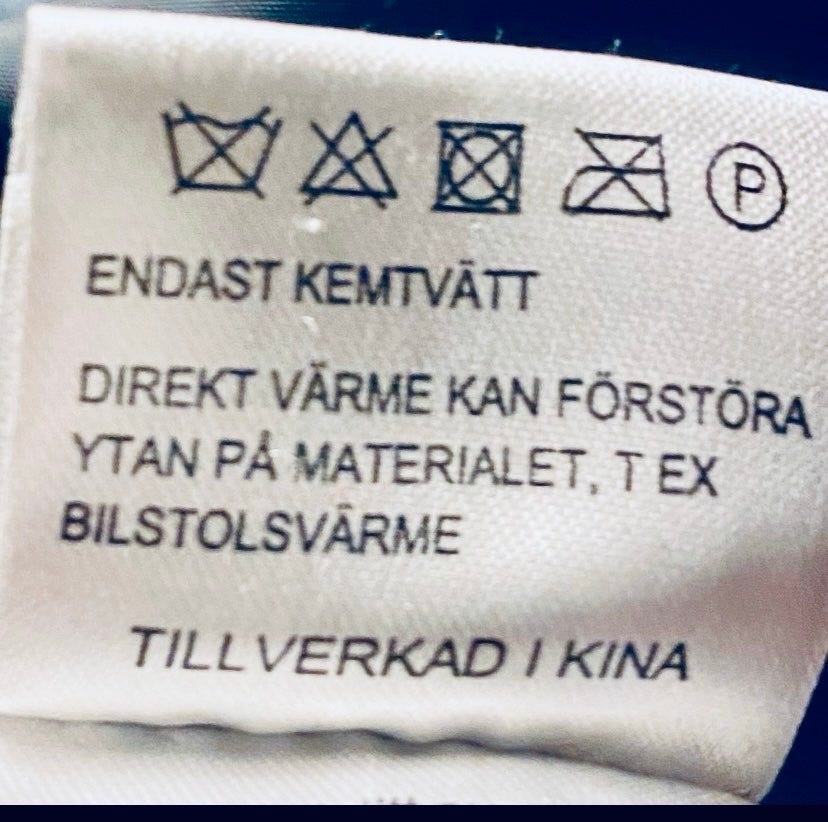 P
ENDAST KEMTVÄTT
DIREKT VÄRME KAN FÖRSTÖRA
YTAN PÅ MATERIALET, T EX
BILSTOLSVÄRME
TILLVERKAD I KINA